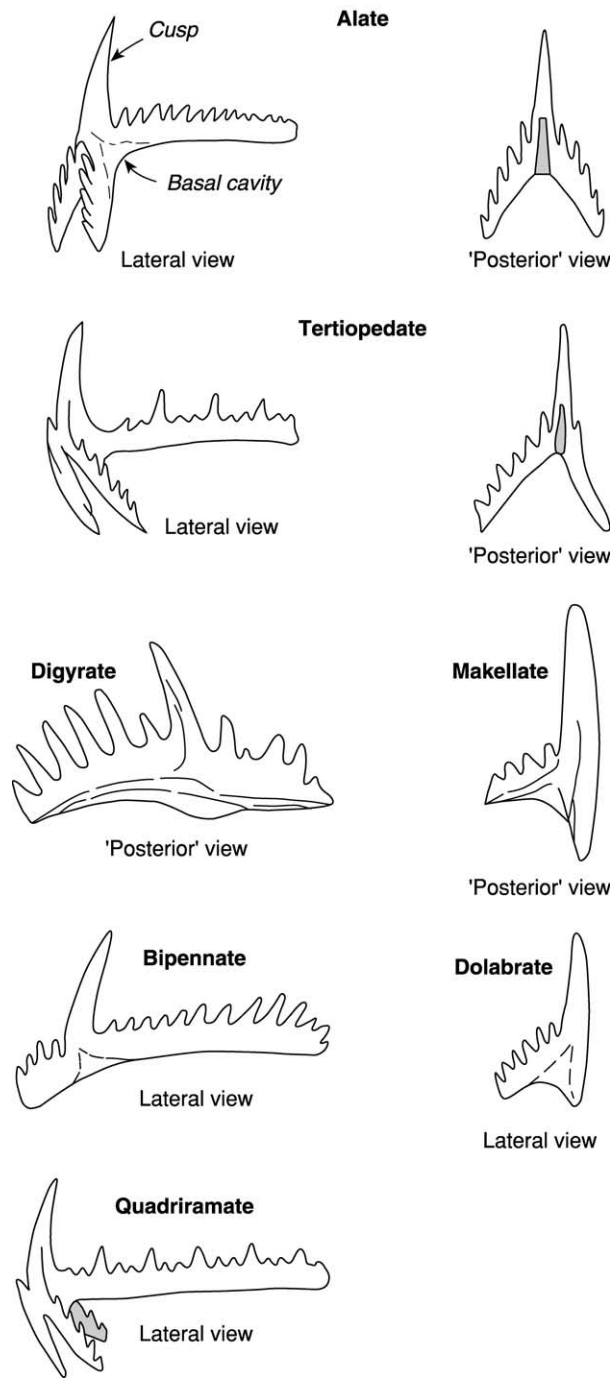 Alate
Cusp
Basal cavity
Lateral view
'Posterior' view
Tertiopedate
Lateral view
'Posterior' view
Digyrate
'Posterior' view
Makellate
'Posterior' view
Bipennate
Lateral view
Dolabrate
Lateral view
Quadriramate
Lateral view